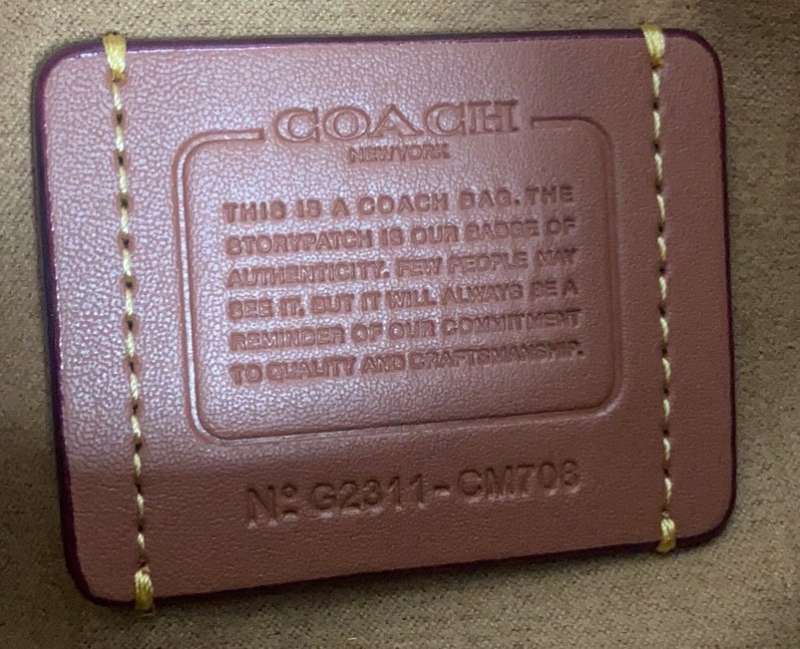 COACH
NEW YORK
THIS IS A COACH BAG. THE
STORYPATCH IS OUR BADGE OF
AUTHENTICITY. FEW PEOPLE MAY
SEE IT, BUT IT WILL ALWAYS BE A
REMINDER OF OUR COMMITMENT
TO QUALITY AND CRAFTSMANSHIP.
Nº G2311-CM708